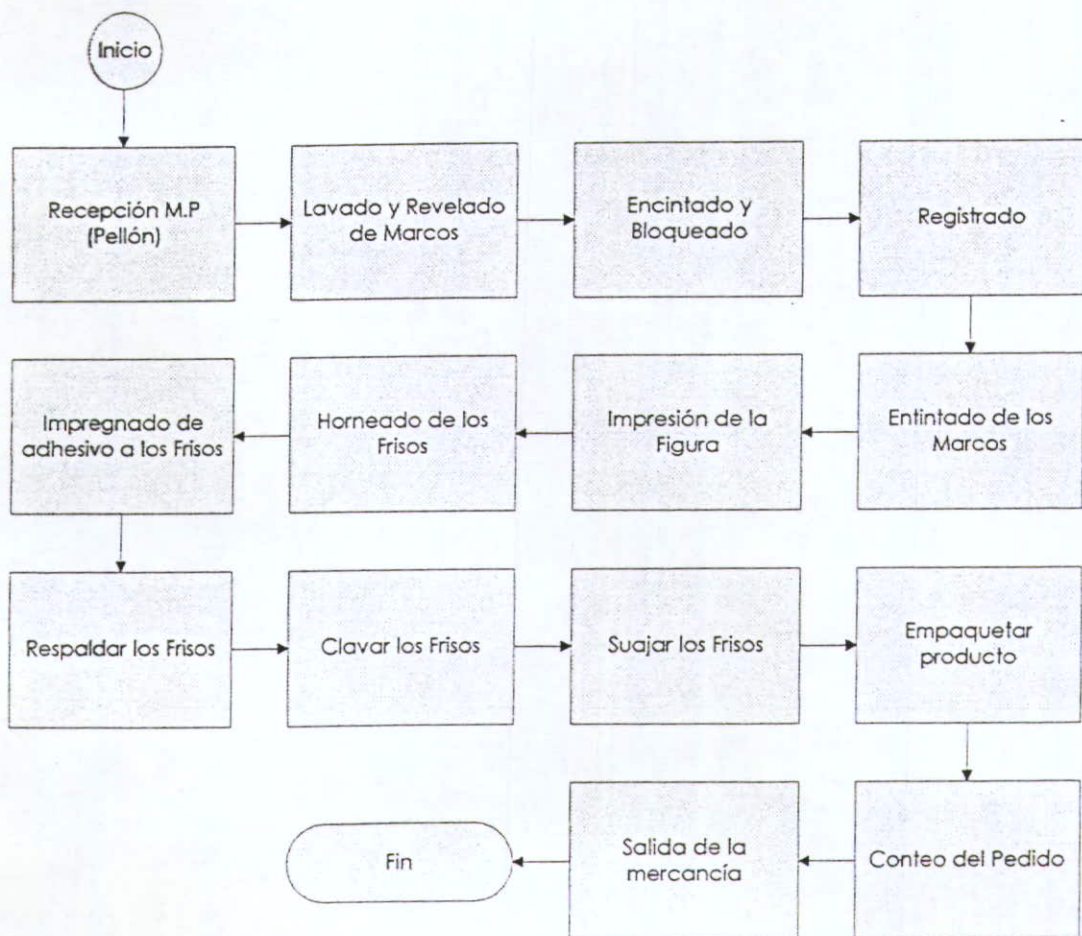 Inicio
Recepción M.P
(Pellón)
Lavado y Revelado
de Marcos
Encintado y
Bloqueado
Registrado
Entintado de los
Marcos
Impresión de la
Figura
Horneado de los
Frisos
Impregnado de
adhesivo a los Frisos
Respaldar los Frisos
Clavar los Frisos
Suajar los Frisos
Empaquetar
producto
Conteo del Pedido
Salida de la
mercancía
Fin